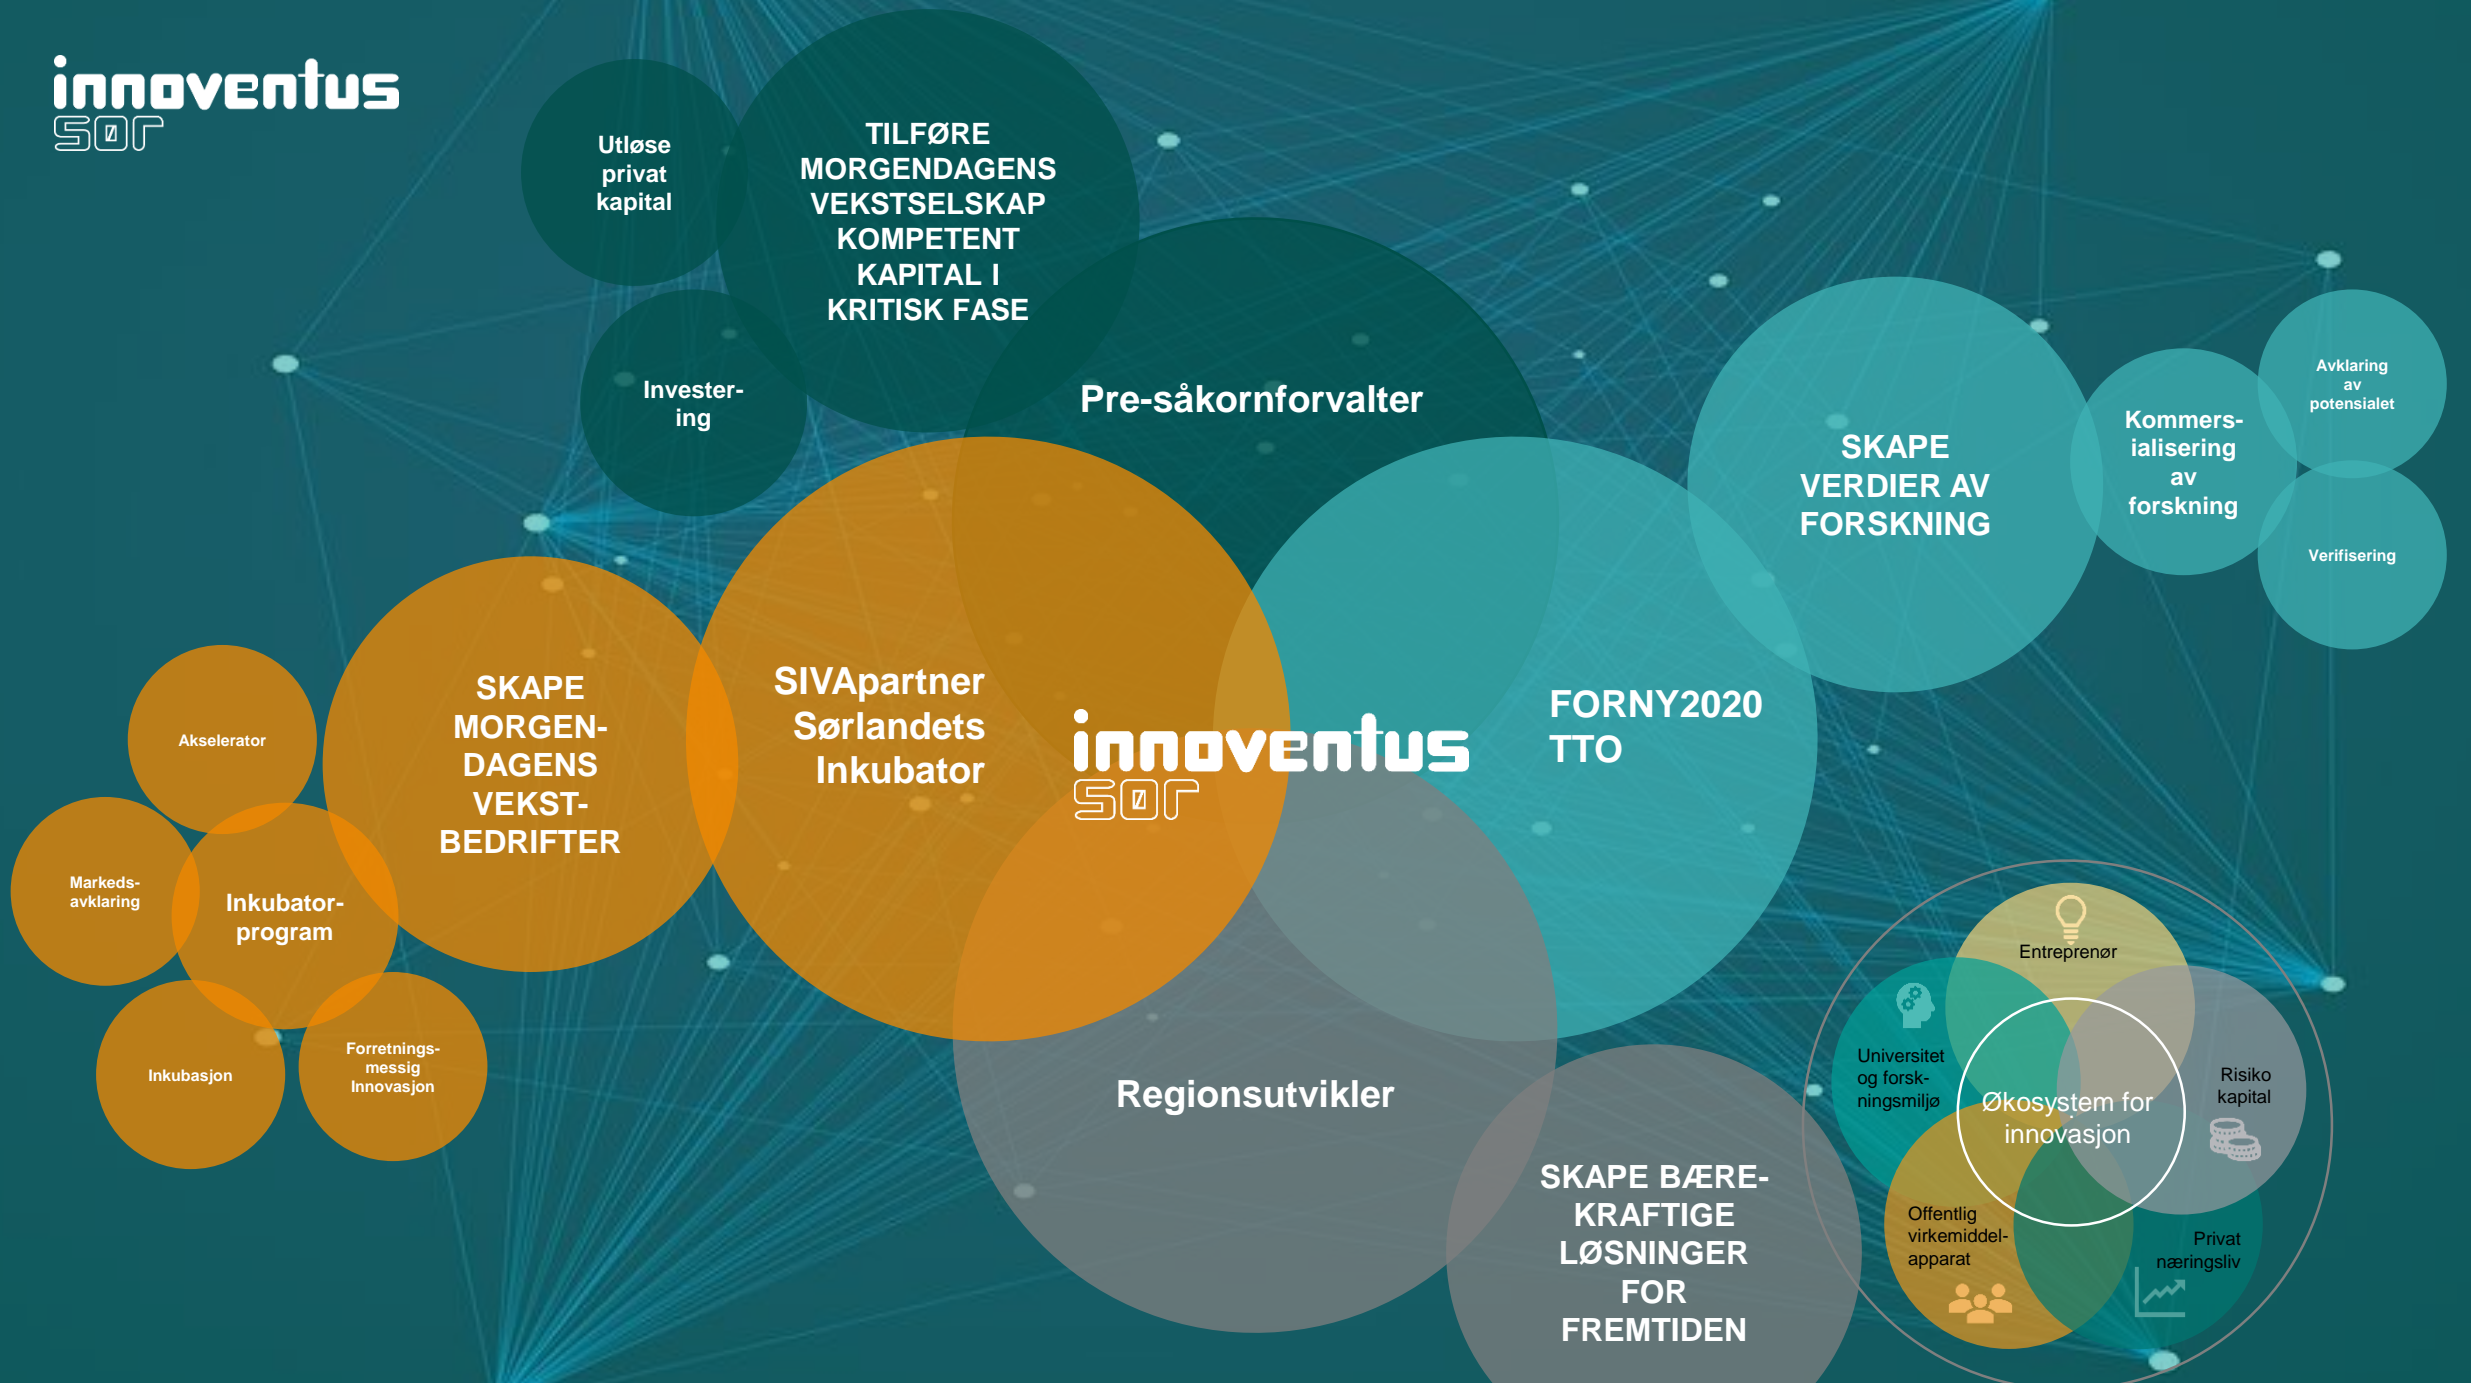 innoventus
sør
Utløse
privat
kapital
TILFØRE
MORGENDAGENS
VEKSTSELSKAP
KOMPETENT
KAPITAL I
KRITISK FASE
Invester-
ing
Pre-såkornforvalter
SKAPE
VERDIER AV
FORSKNING
Kommers-
ialisering
av
forskning
Avklaring
av
potensialet
Verifisering
SKAPE
MORGEN-
DAGENS
VEKST-
BEDRIFTER
SIVApartner
Sørlandets
Inkubator
innoventus
sør
FORNY2020
TTO
Akselerator
Markeds-
avklaring
Inkubator-
program
Inkubasjon
Forretnings-
messig
Innovasjon
Regionsutvikler
SKAPE BÆRE-
KRAFTIGE
LØSNINGER
FOR
FREMTIDEN
Entreprenør
Universitet
og forsk-
ningsmiljø
Risiko
kapital
Økosystem for
innovasjon
Offentlig
virkemiddel-
apparat
Privat
næringsliv